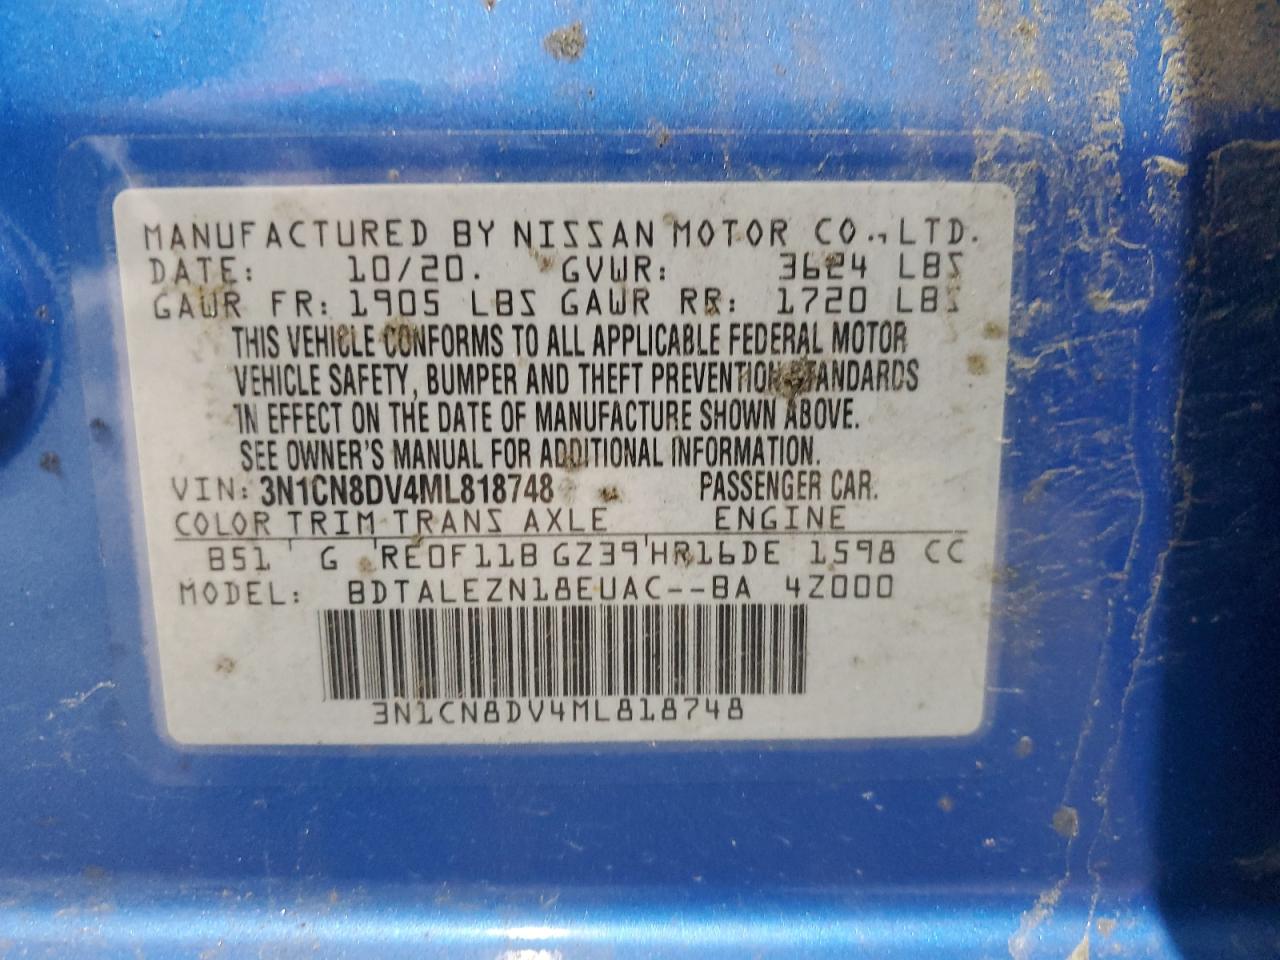 MANUFACTURED BY NISSAN MOTOR CO., LTD.
DATE: 10/20. GVWR: 3624 LBS
GAWR FR: 1905 LBS GAWR RR: 1720 LBS
THIS VEHICLE CONFORMS TO ALL APPLICABLE FEDERAL MOTOR
VEHICLE SAFETY, BUMPER AND THEFT PREVENTION STANDARDS
IN EFFECT ON THE DATE OF MANUFACTURE SHOWN ABOVE.
SEE OWNER'S MANUAL FOR ADDITIONAL INFORMATION.
VIN: 3N1CN8DV4ML818748 PASSENGER CAR.
COLOR TRIM TRANS AXLE ENGINE
B51 G RE0F11B GZ39 HR16DE 1598 CC
MODEL: BDTALEZN18EUAC--BA 4Z000
3N1CN8DV4ML818748